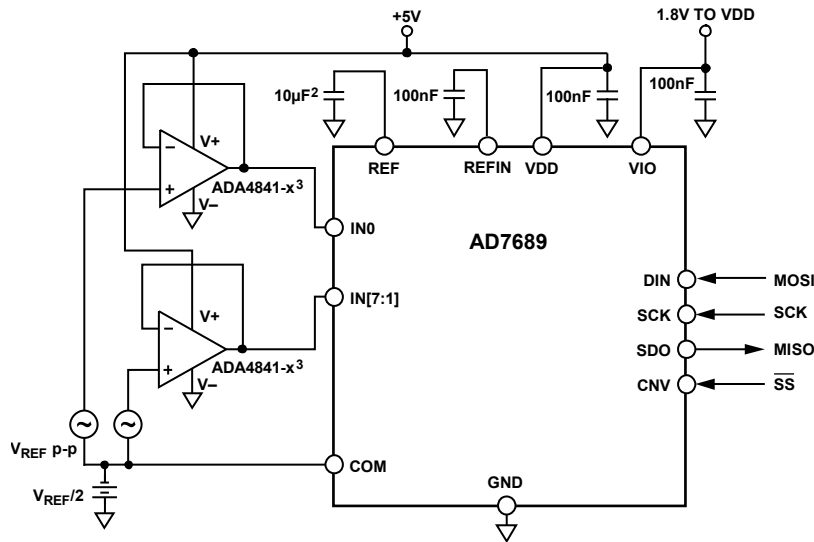 +5V
1.8V TO VDD
10µF²
100nF
100nF
100nF
V+
–
+
ADA4841-x³
V–
REF
REFIN
VDD
VIO
IN0
AD7689
IN[7:1]
DIN
MOSI
V+
–
+
SCK
SCK
SDO
MISO
ADA4841-x³
V–
CNV
S̅S̅
~
~
VREF p-p
COM
GND
VREF/2